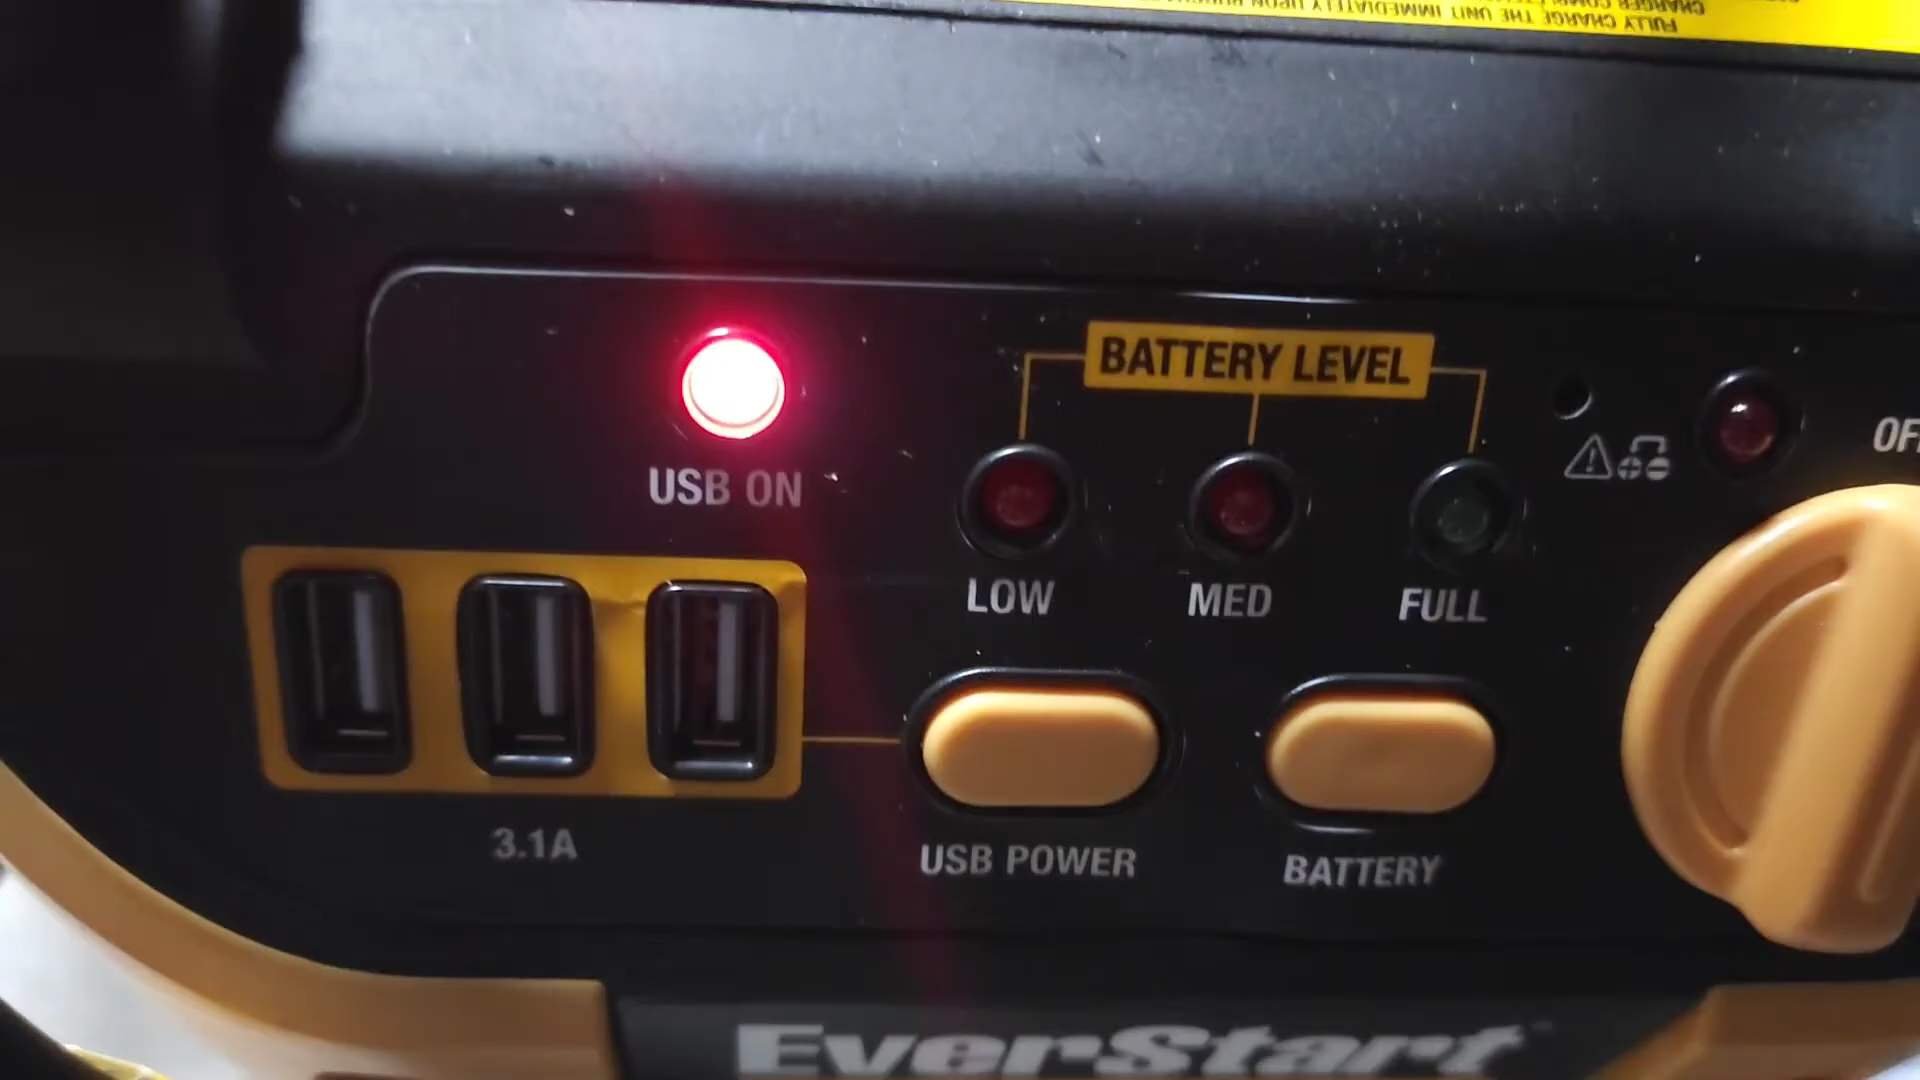 FULLY CHARGE THE UNIT IMMEDIATELY UPON
CHARGER
USB ON
BATTERY LEVEL
OFF
LOW
MED
FULL
3.1A
USB POWER
BATTERY
EverStart